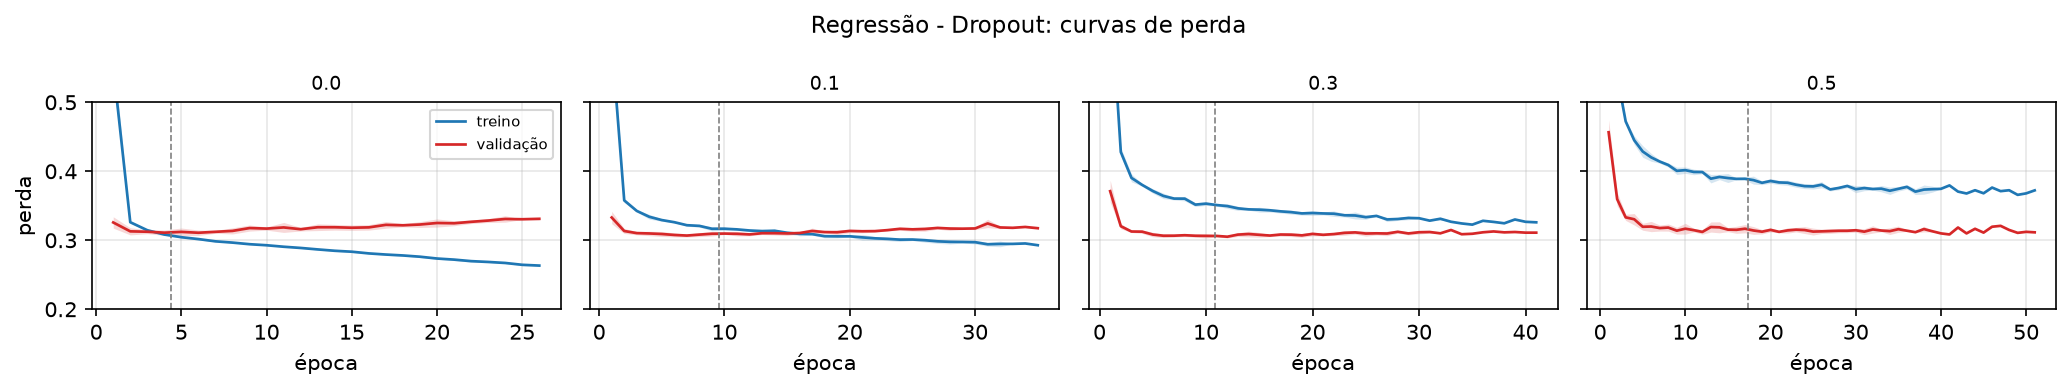 Regressão - Dropout: curvas de perda
0.0
0.1
0.3
0.5
perda
0.5
0.4
0.3
0.2
treino
validação
0 5 10 15 20 25
0 10 20 30
0 10 20 30 40
0 10 20 30 40 50
época
época
época
época